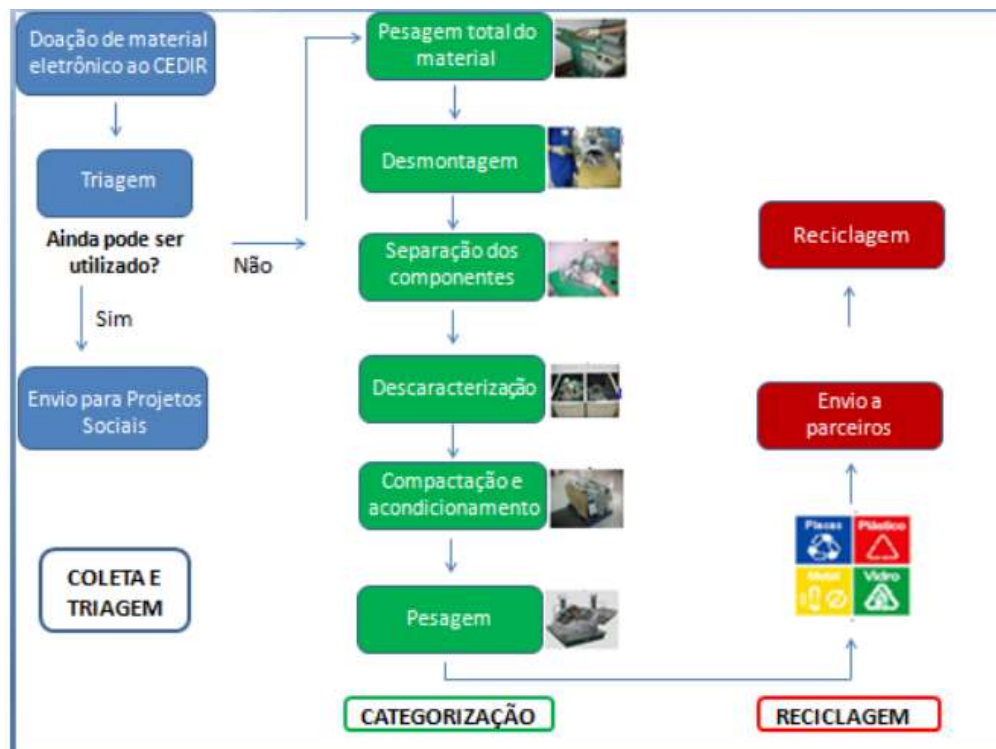 Doação de material
eletrônico ao CEDIR
Triagem
Ainda pode ser
utilizado?
Não
Sim
Envio para Projetos
Sociais
COLETA E
TRIAGEM
Pesagem total do
material
Desmontagem
Separação dos
componentes
Descaracterização
Compactação e
acondicionamento
Pesagem
CATEGORIZAÇÃO
Reciclagem
Envio a
parceiros
Placas
Plástico
Metal
Vidro
RECICLAGEM